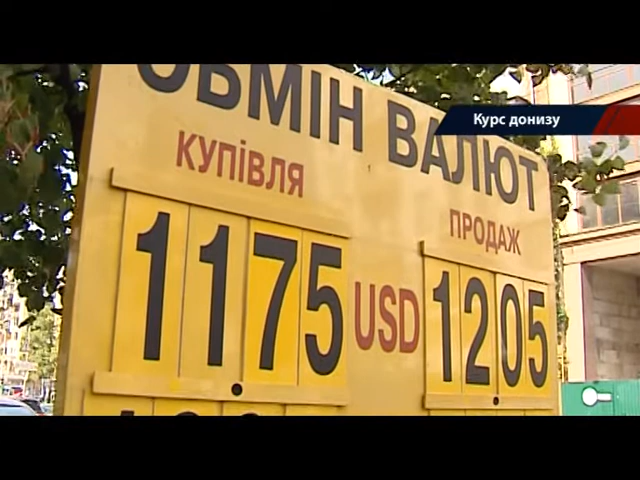 ОБМІН ВАЛЮТ
Курс донизу
КУПІВЛЯ
ПРОДАЖ
1175 USD 1205